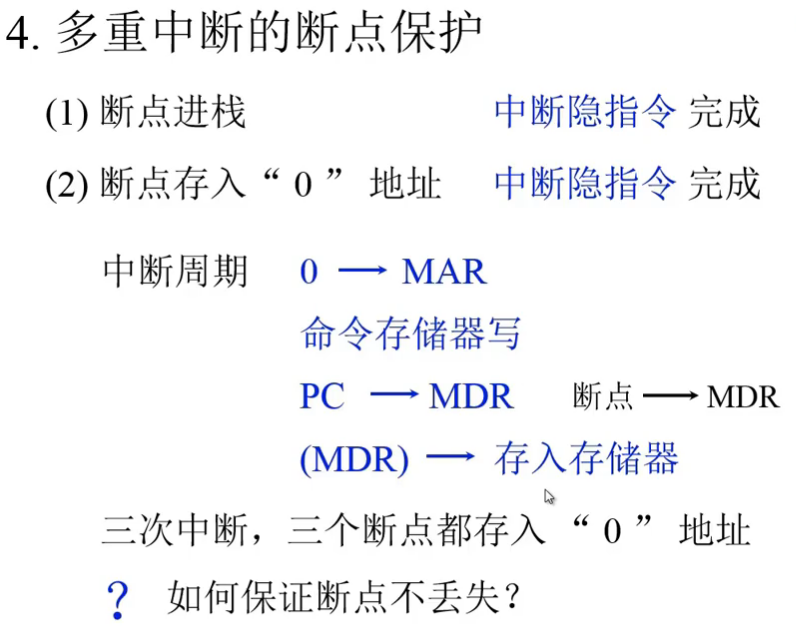 4. 多重中断的断点保护
(1) 断点进栈 中断隐指令 完成
(2) 断点存入“ 0 ” 地址 中断隐指令 完成
中断周期 0 → MAR
命令存储器写
PC → MDR 断点 → MDR
(MDR) → 存入存储器
三次中断，三个断点都存入 “ 0 ” 地址
? 如何保证断点不丢失？